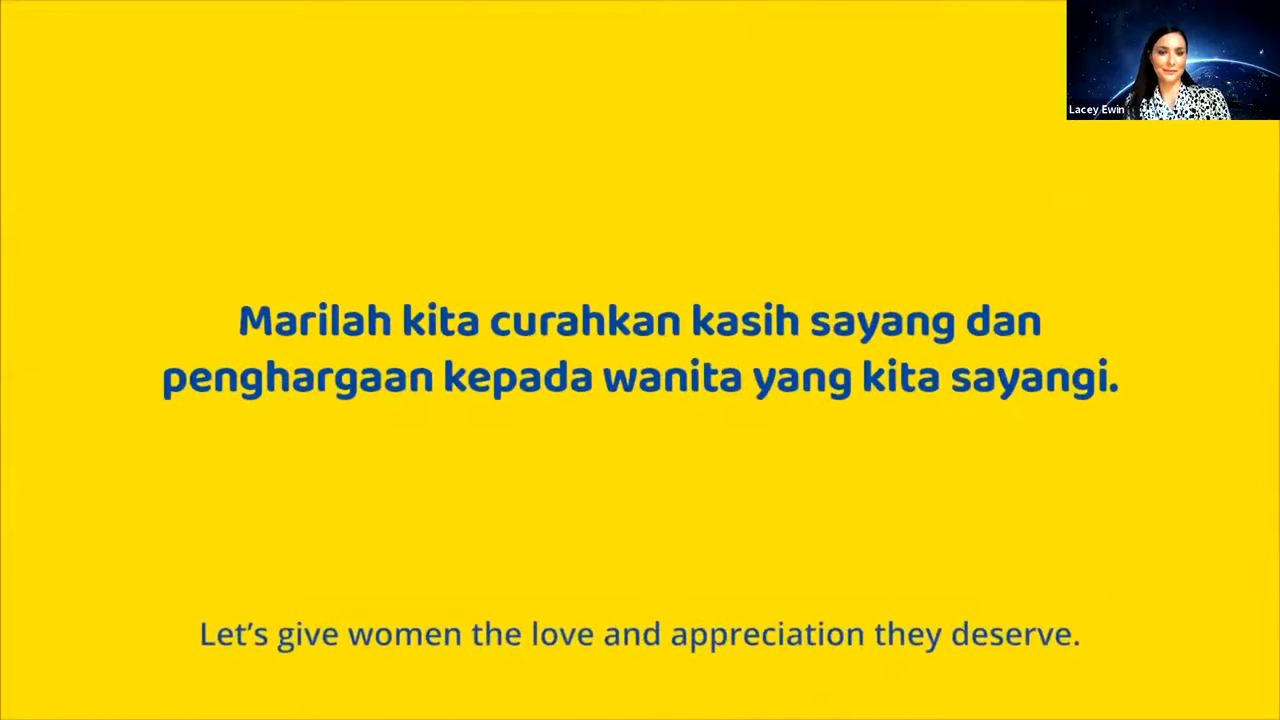 Lacey Ewin
Marilah kita curahkan kasih sayang dan
penghargaan kepada wanita yang kita sayangi.
Let's give women the love and appreciation they deserve.